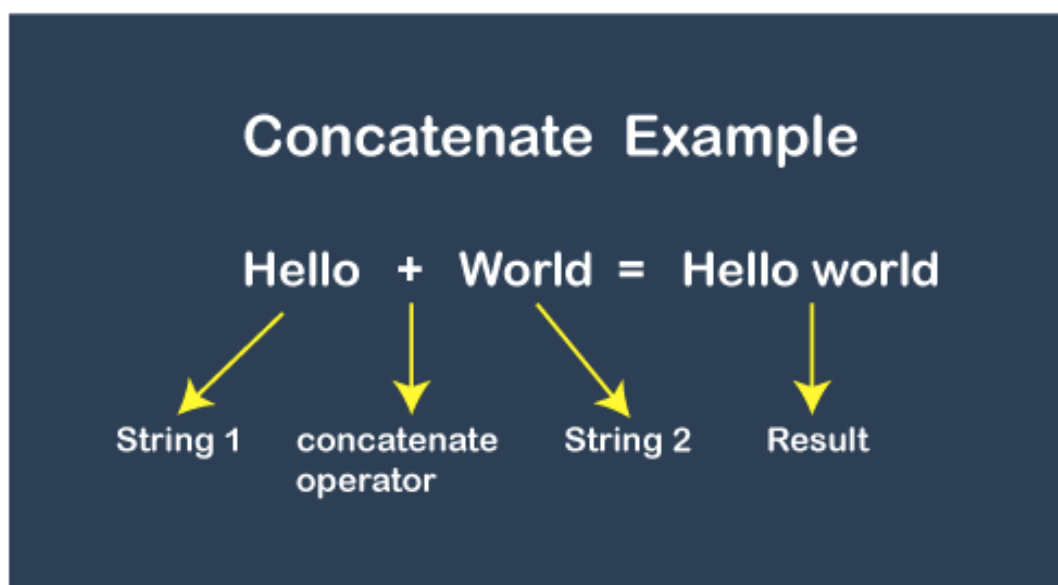 Concatenate Example
Hello + World = Hello world
String 1 concatenate operator String 2 Result